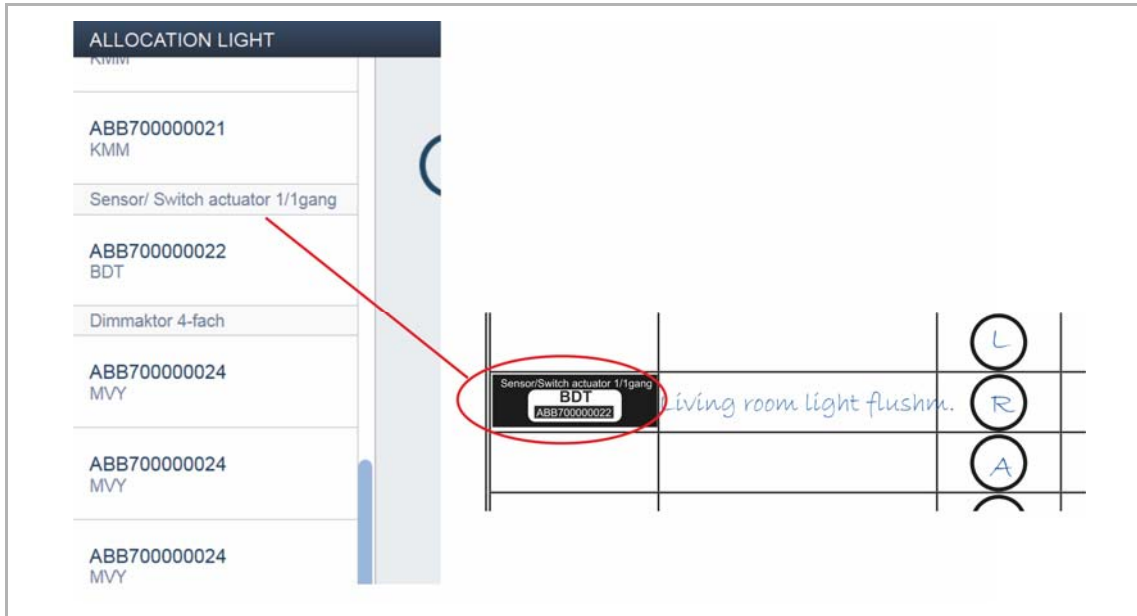 ALLOCATION LIGHT
KMM
ABB700000021
KMM
Sensor/ Switch actuator 1/1gang
ABB700000022
BDT
Dimmaktor 4-fach
ABB700000024
MVY
ABB700000024
MVY
ABB700000024
MVY
L
Sensor/Switch actuator 1/1gang
BDT
ABB700000022
Living room light flushm.
R
A